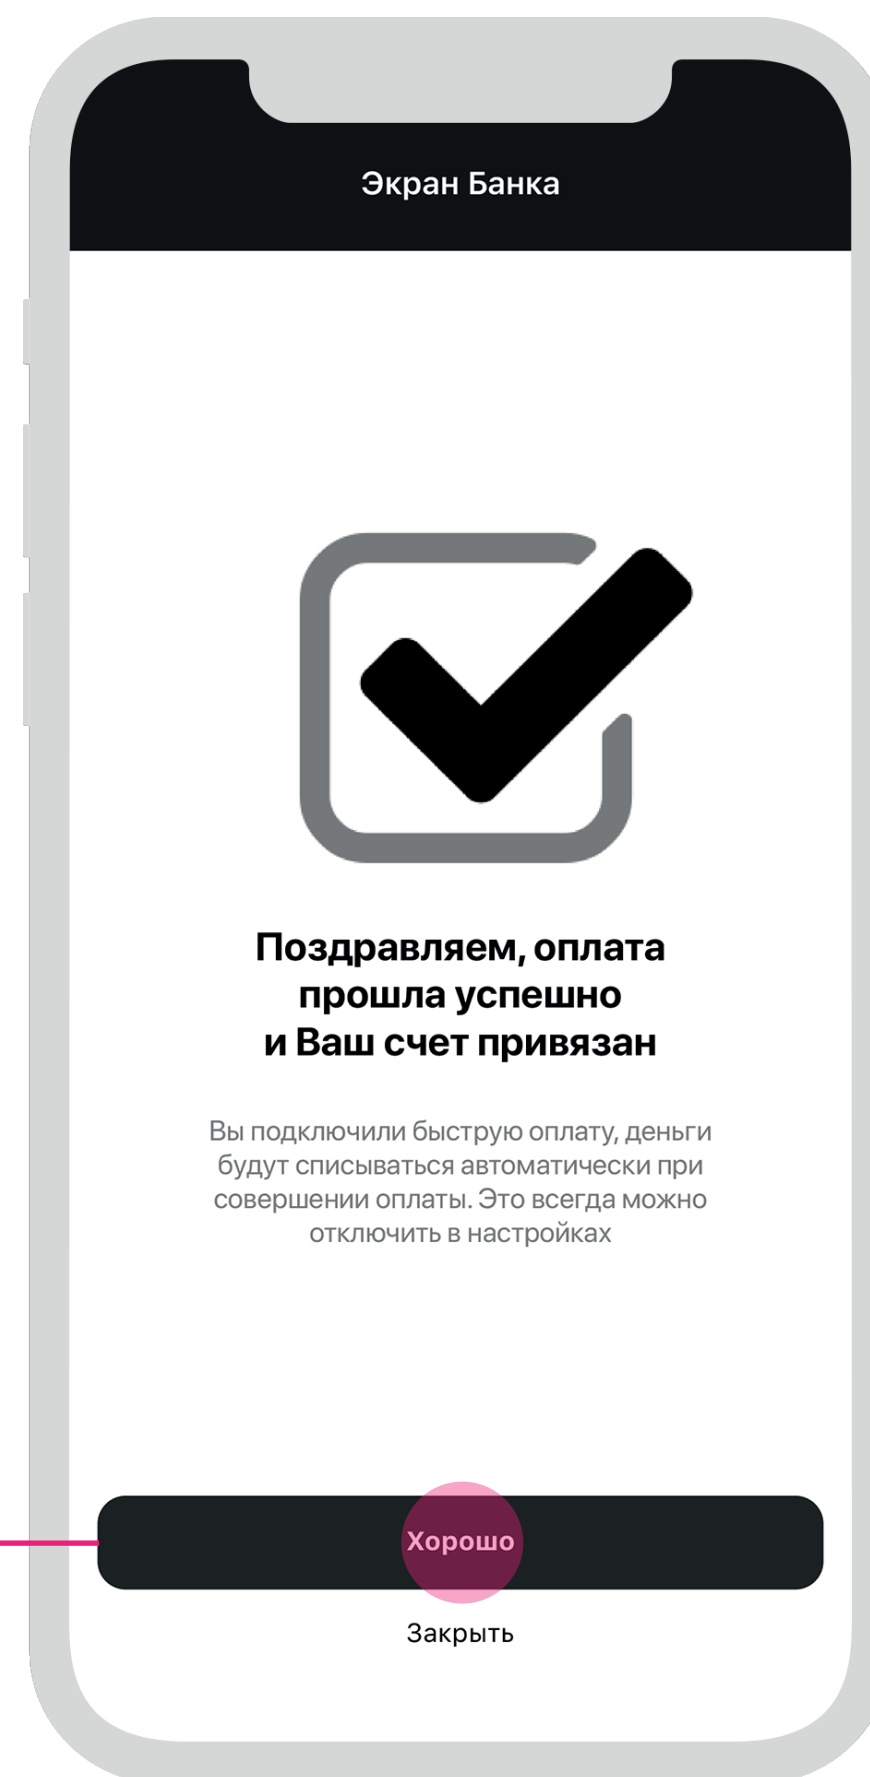 Экран Банка
Поздравляем, оплата
прошла успешно
и Ваш счет привязан
Вы подключили быструю оплату, деньги
будут списываться автоматически при
совершении оплаты. Это всегда можно
отключить в настройках
Хорошо
Закрыть